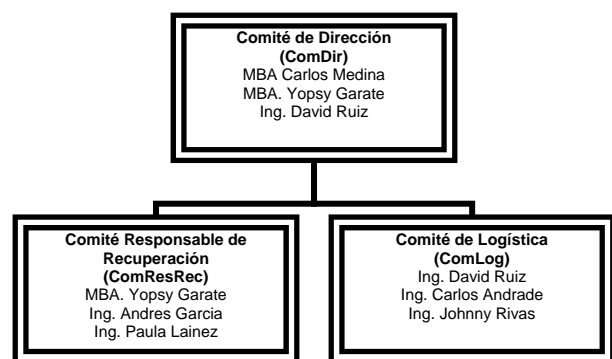 Comité de Dirección
(ComDir)
MBA Carlos Medina
MBA. Yopsy Garate
Ing. David Ruiz
Comité Responsable de
Recuperación
(ComResRec)
MBA. Yopsy Garate
Ing. Andres Garcia
Ing. Paula Lainez
Comité de Logística
(ComLog)
Ing. David Ruiz
Ing. Carlos Andrade
Ing. Johnny Rivas